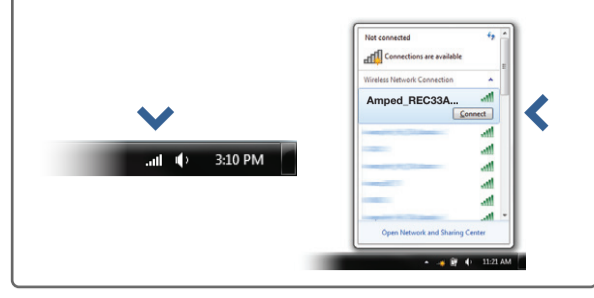 3:10 PM
Not connected
Connections are available
Wireless Network Connection
Amped_REC33A...
Connect
Open Network and Sharing Center
11:21 AM